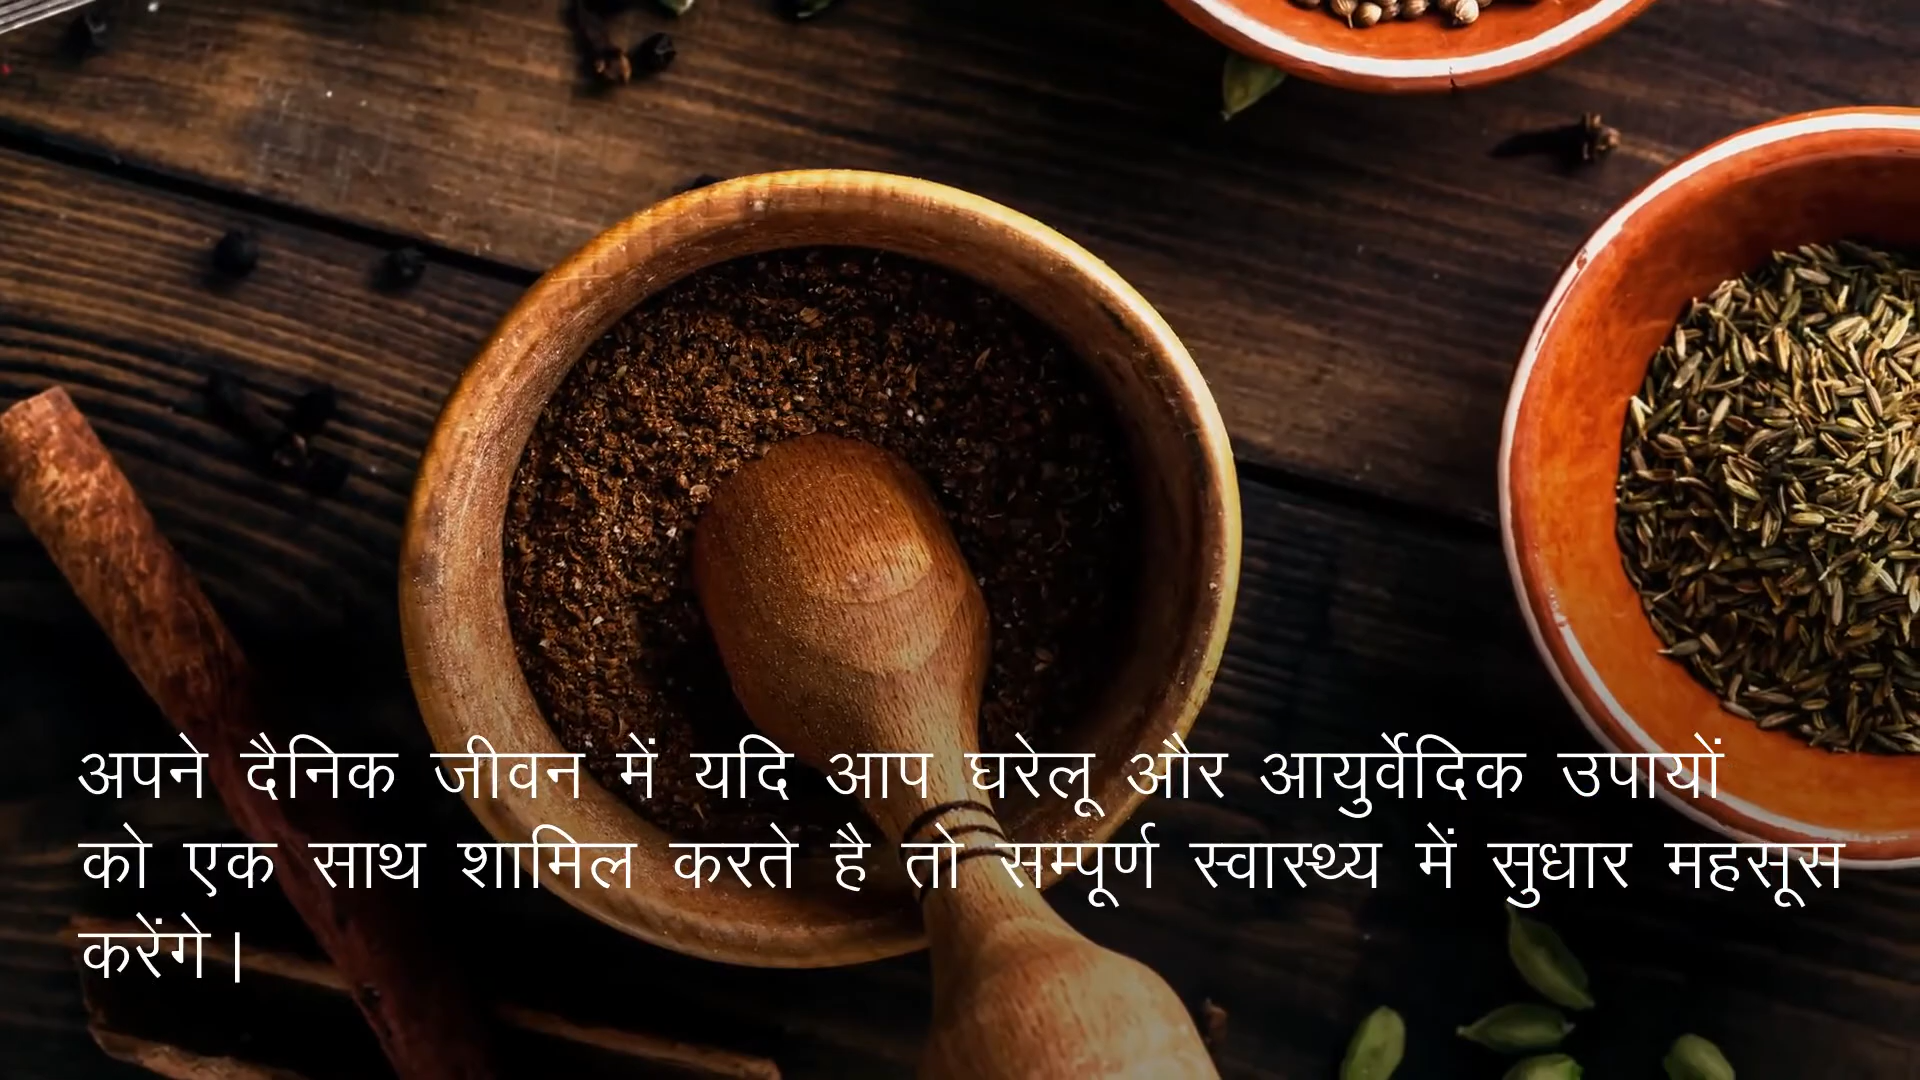 अपने दैनिक जीवन में यदि आप घरेलू और आयुर्वेदिक उपायों
को एक साथ शामिल करते है तो सम्पूर्ण स्वास्थ्य में सुधार महसूस
करेंगे।